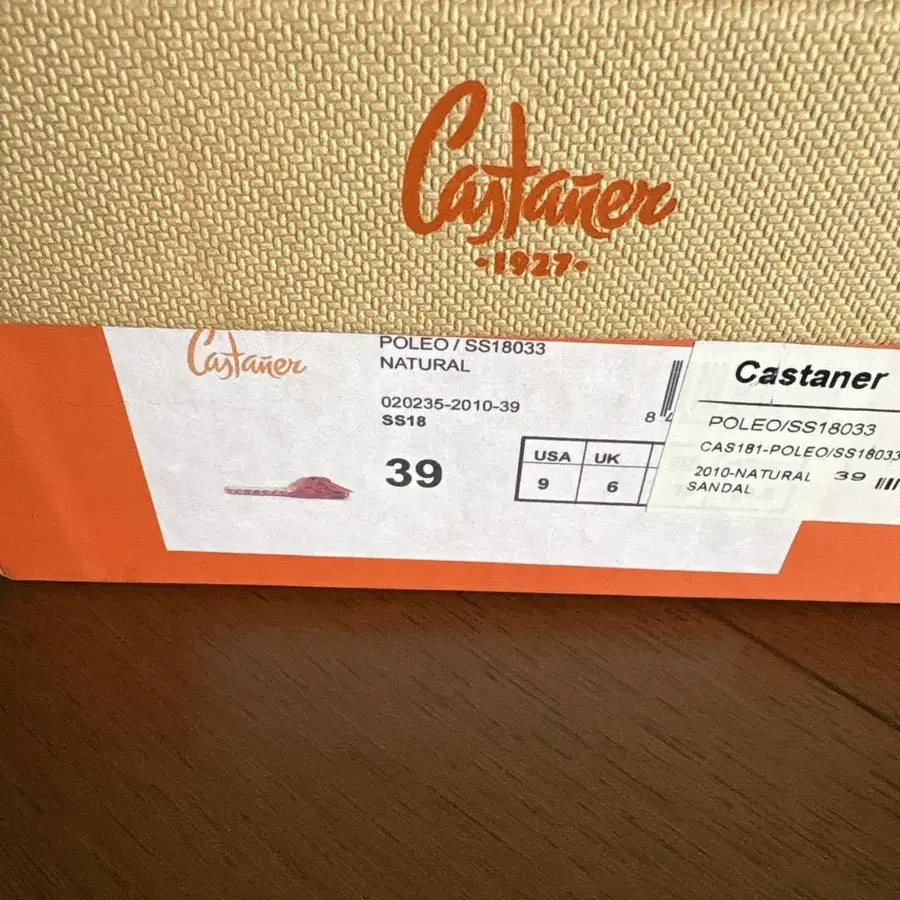 Castañer
·1927·
Castañer
POLEO / SS18033
NATURAL
020235-2010-39
SS18
39
USA UK
9 6
8
Castaner
POLEO/SS18033
CAS181-POLEO/SS18033
2010-NATURAL 39
SANDAL